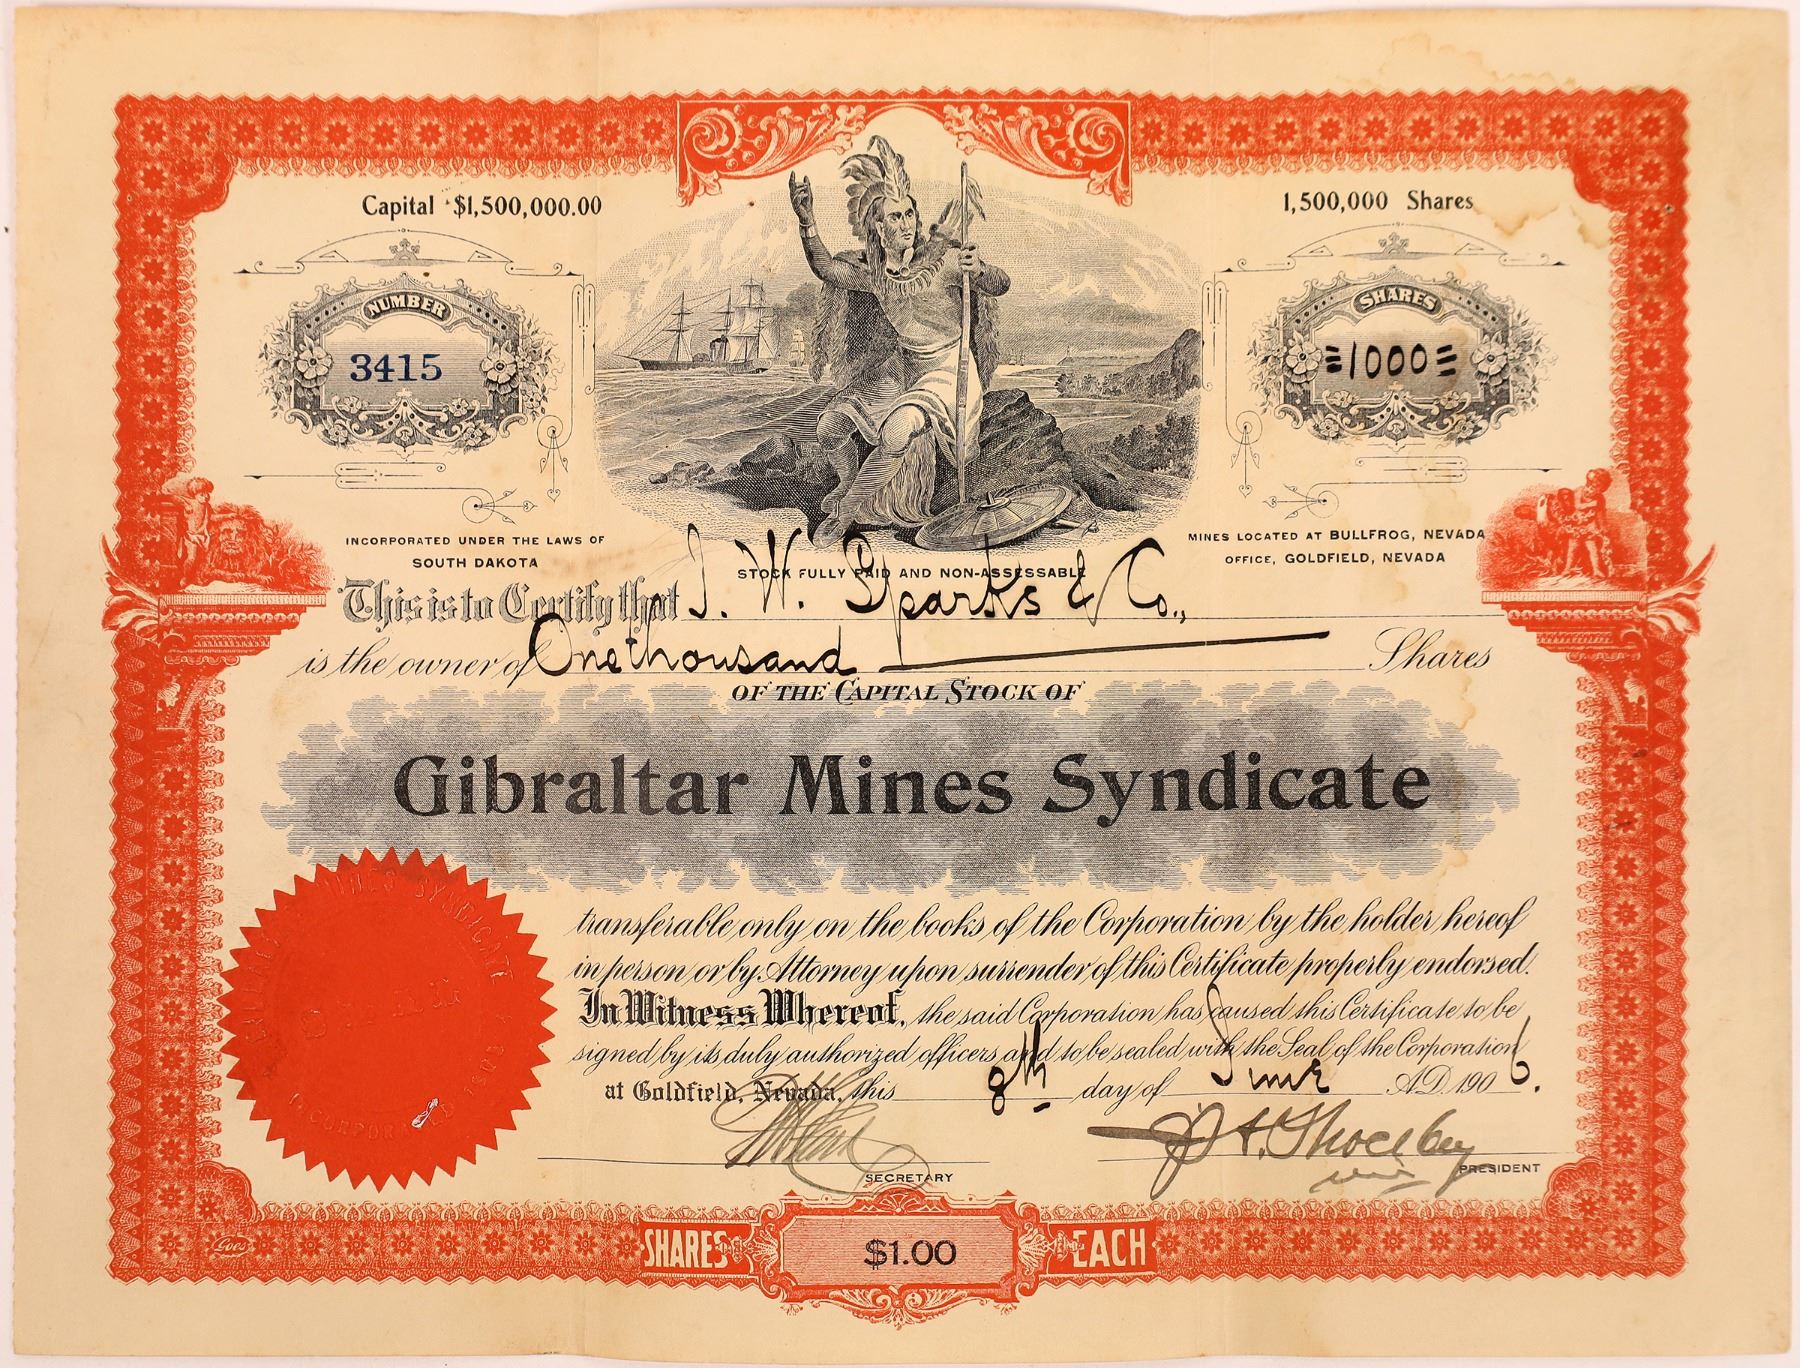 Capital $1,500,000.00
1,500,000 Shares
NUMBER
3415
SHARES
=1000=
INCORPORATED UNDER THE LAWS OF
SOUTH DAKOTA
MINES LOCATED AT BULLFROG, NEVADA
OFFICE, GOLDFIELD, NEVADA
STOCK FULLY PAID AND NON-ASSESSABLE
This is to Certify that J. W. Sparks & Co.,
is the owner of One thousand Shares
OF THE CAPITAL STOCK OF
Gibraltar Mines Syndicate
transferable only on the books of the Corporation by the holder hereof
in person or by Attorney upon surrender of this Certificate properly endorsed.
In Witness Whereof, the said Corporation has caused this Certificate to be
signed by its duly authorized officers and to be sealed with the Seal of the Corporation
at Goldfield, Nevada, this 8th day of June A.D. 1906.
SECRETARY
PRESIDENT
MINES SYNDICATE
INCORPORATED
Goes
SHARES $1.00 EACH